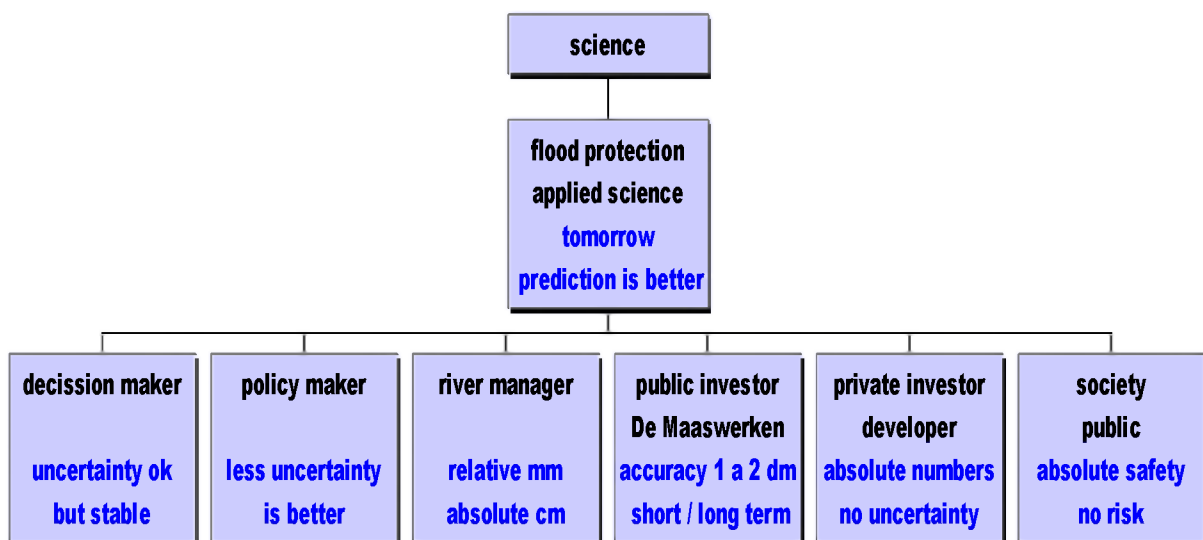 science
flood protection
applied science
tomorrow
prediction is better
decission maker
uncertainty ok
but stable
policy maker
less uncertainty
is better
river manager
relative mm
absolute cm
public investor
De Maaswerken
accuracy 1 a 2 dm
short / long term
private investor
developer
absolute numbers
no uncertainty
society
public
absolute safety
no risk